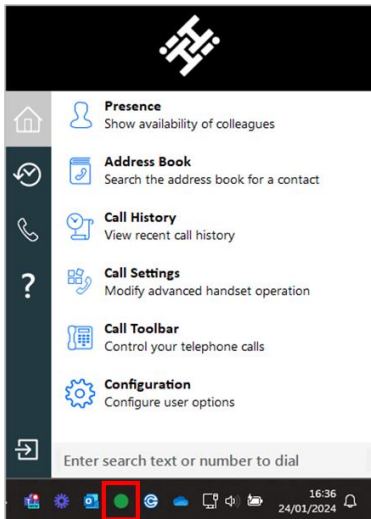 Presence
Show availability of colleagues
Address Book
Search the address book for a contact
Call History
View recent call history
?
Call Settings
Modify advanced handset operation
Call Toolbar
Control your telephone calls
Configuration
Configure user options
Enter search text or number to dial
16:36
24/01/2024